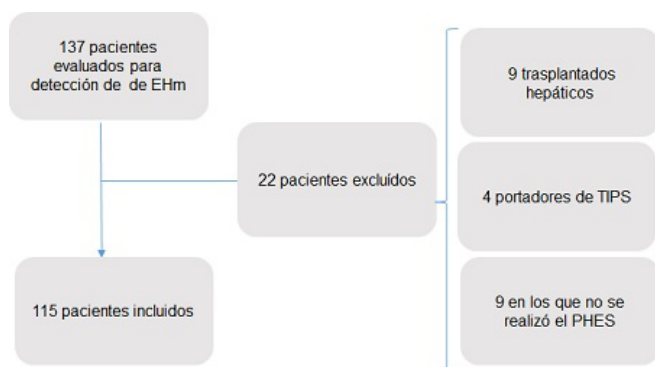 137 pacientes
evaluados para
detección de de EHm
22 pacientes excluídos
115 pacientes incluidos
9 trasplantados
hepáticos
4 portadores de TIPS
9 en los que no se
realizó el PHES